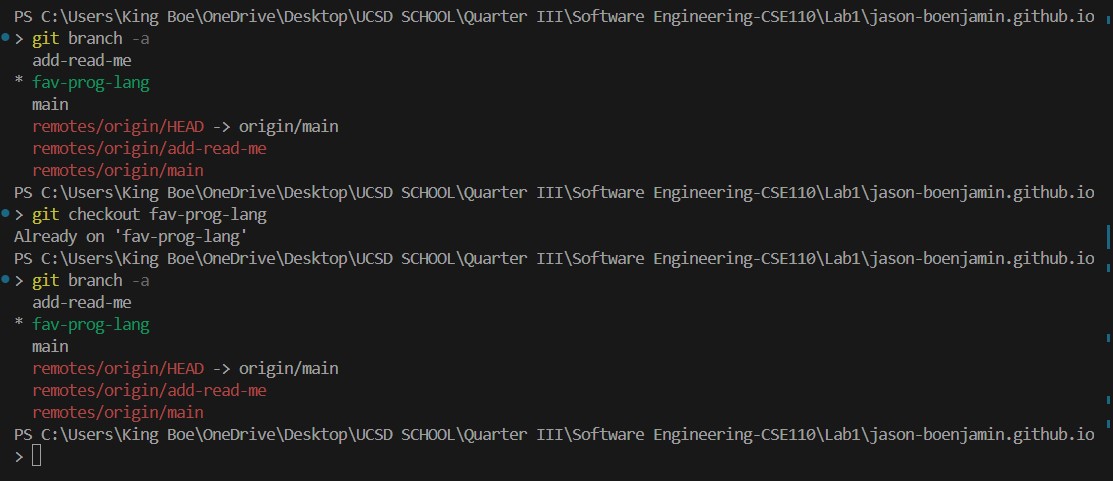 PS C:\Users\King Boe\OneDrive\Desktop\UCSD SCHOOL\Quarter III\Software Engineering-CSE110\Lab1\jason-boenjamin.github.io
> git branch -a
  add-read-me
* fav-prog-lang
  main
  remotes/origin/HEAD -> origin/main
  remotes/origin/add-read-me
  remotes/origin/main
PS C:\Users\King Boe\OneDrive\Desktop\UCSD SCHOOL\Quarter III\Software Engineering-CSE110\Lab1\jason-boenjamin.github.io
> git checkout fav-prog-lang
Already on 'fav-prog-lang'
PS C:\Users\King Boe\OneDrive\Desktop\UCSD SCHOOL\Quarter III\Software Engineering-CSE110\Lab1\jason-boenjamin.github.io
> git branch -a
  add-read-me
* fav-prog-lang
  main
  remotes/origin/HEAD -> origin/main
  remotes/origin/add-read-me
  remotes/origin/main
PS C:\Users\King Boe\OneDrive\Desktop\UCSD SCHOOL\Quarter III\Software Engineering-CSE110\Lab1\jason-boenjamin.github.io
>